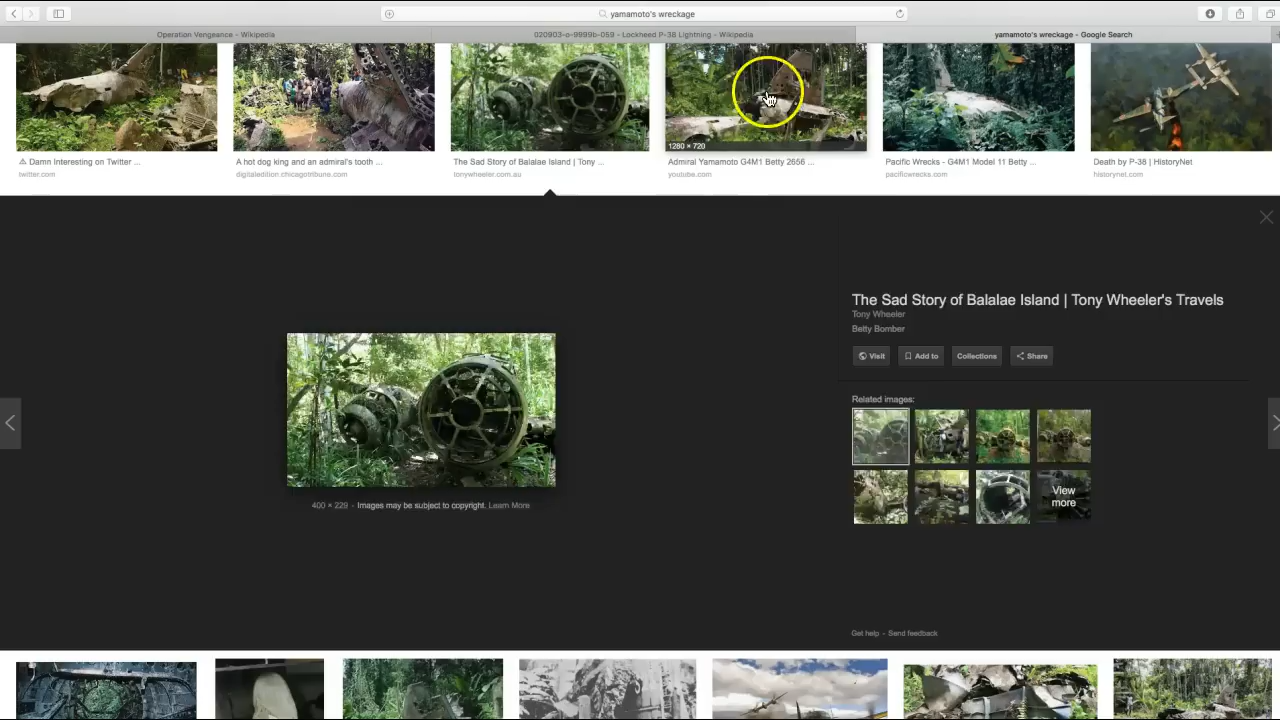 yamamoto's wreckage
Operation Vengeance - Wikipedia
020903-o-9999b-059 - Lockheed P-38 Lightning - Wikipedia
yamamoto's wreckage - Google Search
1280 × 720
⚠ Damn Interesting on Twitter ...
A hot dog king and an admiral's tooth ...
The Sad Story of Balalae Island | Tony ...
Admiral Yamamoto G4M1 Betty 2656 ...
Pacific Wrecks - G4M1 Model 11 Betty ...
Death by P-38 | HistoryNet
twitter.com
digitaledition.chicagotribune.com
tonywheeler.com.au
youtube.com
pacificwrecks.com
historynet.com
The Sad Story of Balalae Island | Tony Wheeler's Travels
Tony Wheeler
Betty Bomber
Visit
Add to
Collections
Share
Related images:
View
more
400 × 229 - Images may be subject to copyright. Learn More
Get help - Send feedback